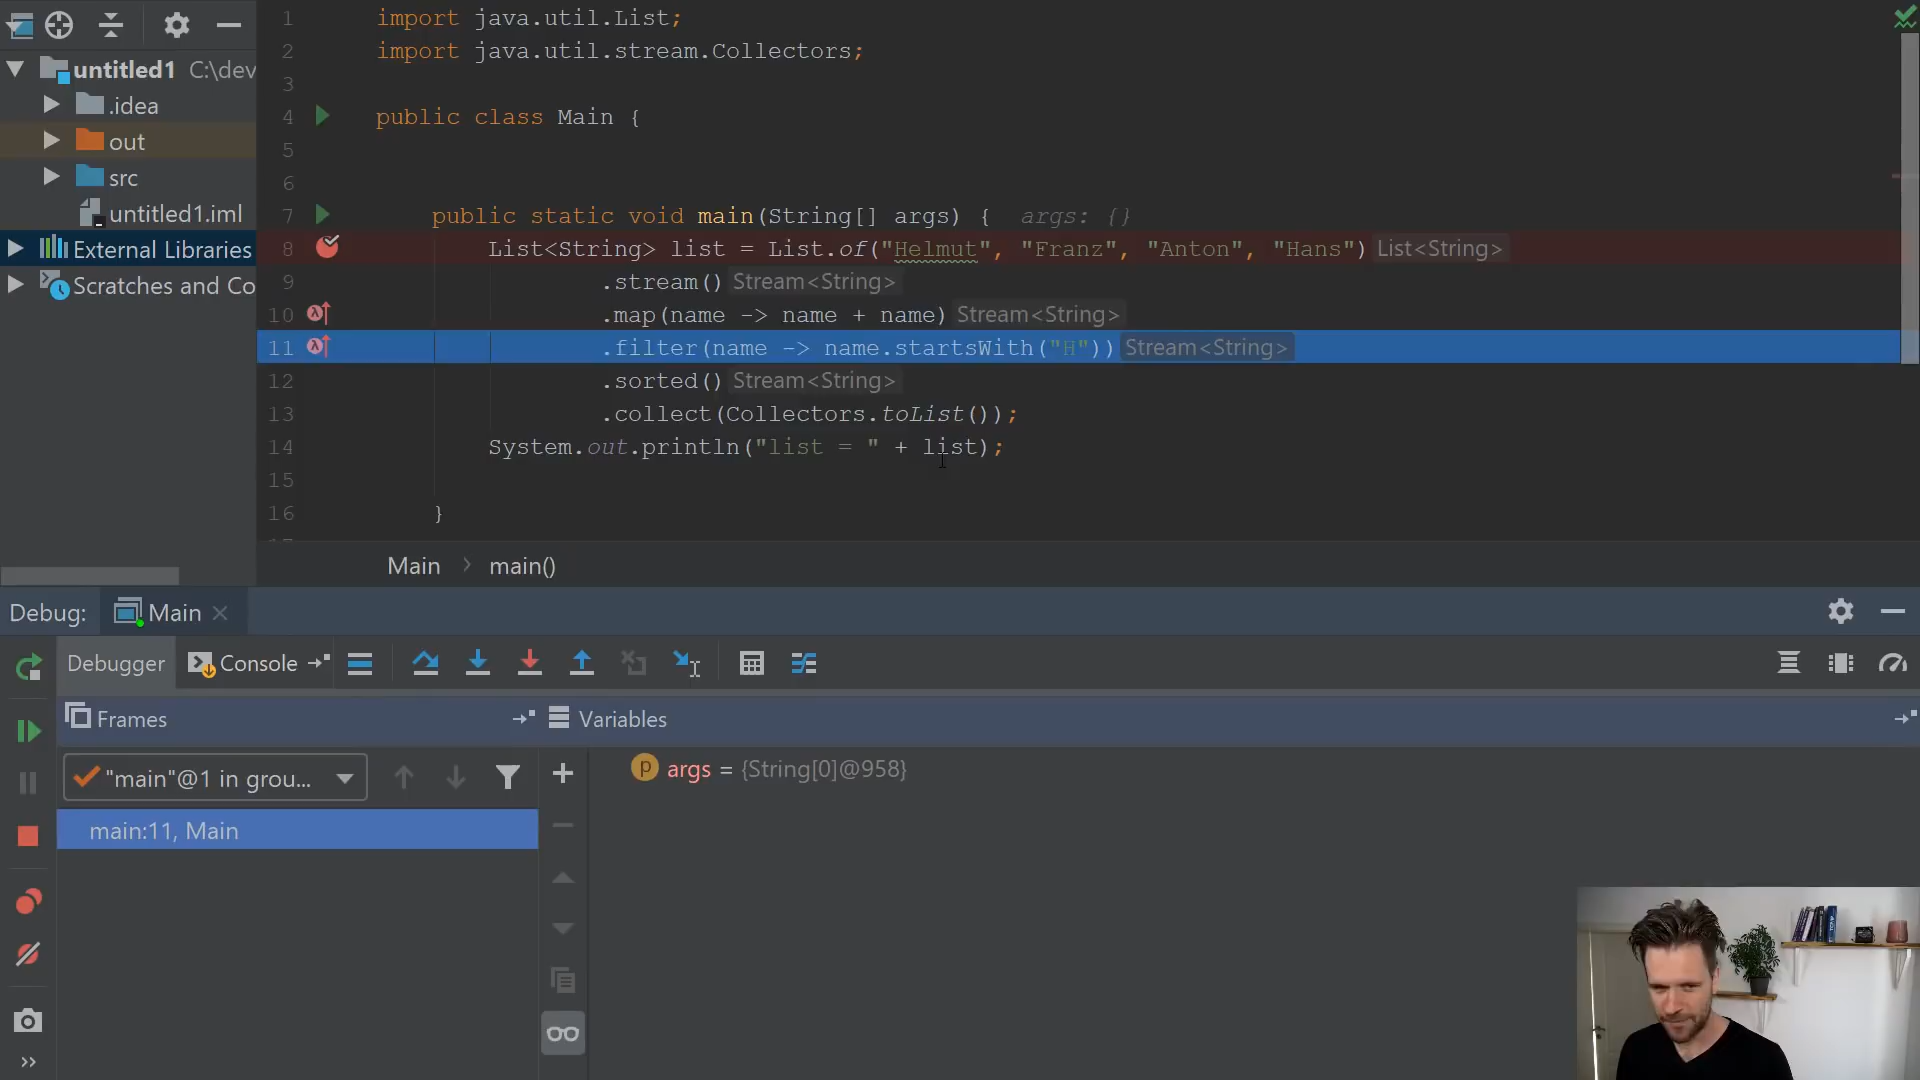 untitled1 C:\dev
.idea
out
src
untitled1.iml
External Libraries
Scratches and Co
1 import java.util.List;
2 import java.util.stream.Collectors;
3
4 public class Main {
5
6
7 public static void main(String[] args) { args: {}
8 List<String> list = List.of("Helmut", "Franz", "Anton", "Hans") List<String>
9 .stream() Stream<String>
10 .map(name -> name + name) Stream<String>
11 .filter(name -> name.startsWith("H")) Stream<String>
12 .sorted() Stream<String>
13 .collect(Collectors.toList());
14 System.out.println("list = " + list);
15
16 }
Main > main()
Debug: Main
Debugger Console
Frames Variables
"main"@1 in grou...
args = {String[0]@958}
main:11, Main